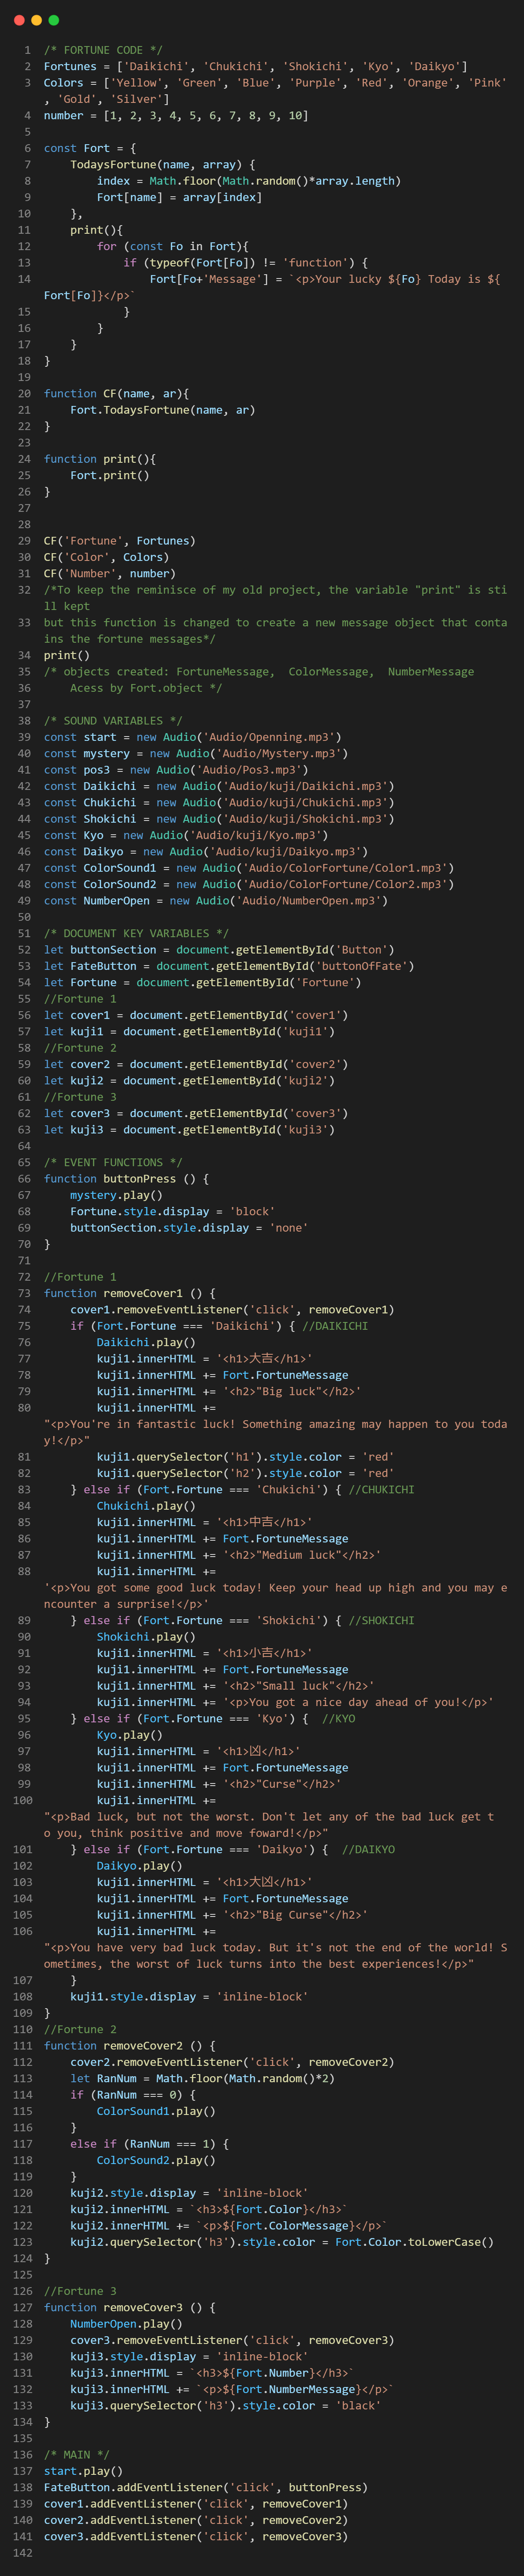 1 /* FORTUNE CODE */
2 Fortunes = ['Daikichi', 'Chukichi', 'Shokichi', 'Kyo', 'Daikyo']
3 Colors = ['Yellow', 'Green', 'Blue', 'Purple', 'Red', 'Orange', 'Pink'
, 'Gold', 'Silver']
4 number = [1, 2, 3, 4, 5, 6, 7, 8, 9, 10]
5
6 const Fort = {
7     TodaysFortune(name, array) {
8         index = Math.floor(Math.random()*array.length)
9         Fort[name] = array[index]
10     },
11     print(){
12         for (const Fo in Fort){
13             if (typeof(Fort[Fo]) != 'function') {
14                 Fort[Fo+'Message'] = `<p>Your lucky ${Fo} Today is ${
Fort[Fo]}</p>`
15             }
16         }
17     }
18 }
19
20 function CF(name, ar){
21     Fort.TodaysFortune(name, ar)
22 }
23
24 function print(){
25     Fort.print()
26 }
27
28
29 CF('Fortune', Fortunes)
30 CF('Color', Colors)
31 CF('Number', number)
32 /*To keep the reminisce of my old project, the variable "print" is sti
ll kept
33 but this function is changed to create a new message object that conta
ins the fortune messages*/
34 print()
35 /* objects created: FortuneMessage,  ColorMessage,  NumberMessage
36     Acess by Fort.object */
37
38 /* SOUND VARIABLES */
39 const start = new Audio('Audio/Openning.mp3')
40 const mystery = new Audio('Audio/Mystery.mp3')
41 const pos3 = new Audio('Audio/Pos3.mp3')
42 const Daikichi = new Audio('Audio/kuji/Daikichi.mp3')
43 const Chukichi = new Audio('Audio/kuji/Chukichi.mp3')
44 const Shokichi = new Audio('Audio/kuji/Shokichi.mp3')
45 const Kyo = new Audio('Audio/kuji/Kyo.mp3')
46 const Daikyo = new Audio('Audio/kuji/Daikyo.mp3')
47 const ColorSound1 = new Audio('Audio/ColorFortune/Color1.mp3')
48 const ColorSound2 = new Audio('Audio/ColorFortune/Color2.mp3')
49 const NumberOpen = new Audio('Audio/NumberOpen.mp3')
50
51 /* DOCUMENT KEY VARIABLES */
52 let buttonSection = document.getElementById('Button')
53 let FateButton = document.getElementById('buttonOfFate')
54 let Fortune = document.getElementById('Fortune')
55 //Fortune 1
56 let cover1 = document.getElementById('cover1')
57 let kuji1 = document.getElementById('kuji1')
58 //Fortune 2
59 let cover2 = document.getElementById('cover2')
60 let kuji2 = document.getElementById('kuji2')
61 //Fortune 3
62 let cover3 = document.getElementById('cover3')
63 let kuji3 = document.getElementById('kuji3')
64
65 /* EVENT FUNCTIONS */
66 function buttonPress () {
67     mystery.play()
68     Fortune.style.display = 'block'
69     buttonSection.style.display = 'none'
70 }
71
72 //Fortune 1
73 function removeCover1 () {
74     cover1.removeEventListener('click', removeCover1)
75     if (Fort.Fortune === 'Daikichi') { //DAIKICHI
76         Daikichi.play()
77         kuji1.innerHTML = '<h1>大吉</h1>'
78         kuji1.innerHTML += Fort.FortuneMessage
79         kuji1.innerHTML += '<h2>"Big luck"</h2>'
80         kuji1.innerHTML +=
"<p>You're in fantastic luck! Something amazing may happen to you toda
y!</p>"
81         kuji1.querySelector('h1').style.color = 'red'
82         kuji1.querySelector('h2').style.color = 'red'
83     } else if (Fort.Fortune === 'Chukichi') { //CHUKICHI
84         Chukichi.play()
85         kuji1.innerHTML = '<h1>中吉</h1>'
86         kuji1.innerHTML += Fort.FortuneMessage
87         kuji1.innerHTML += '<h2>"Medium luck"</h2>'
88         kuji1.innerHTML +=
'<p>You got some good luck today! Keep your head up high and you may e
ncounter a surprise!</p>'
89     } else if (Fort.Fortune === 'Shokichi') { //SHOKICHI
90         Shokichi.play()
91         kuji1.innerHTML = '<h1>小吉</h1>'
92         kuji1.innerHTML += Fort.FortuneMessage
93         kuji1.innerHTML += '<h2>"Small luck"</h2>'
94         kuji1.innerHTML += '<p>You got a nice day ahead of you!</p>'
95     } else if (Fort.Fortune === 'Kyo') {  //KYO
96         Kyo.play()
97         kuji1.innerHTML = '<h1>凶</h1>'
98         kuji1.innerHTML += Fort.FortuneMessage
99         kuji1.innerHTML += '<h2>"Curse"</h2>'
100         kuji1.innerHTML +=
"<p>Bad luck, but not the worst. Don't let any of the bad luck get t
o you, think positive and move foward!</p>"
101     } else if (Fort.Fortune === 'Daikyo') {  //DAIKYO
102         Daikyo.play()
103         kuji1.innerHTML = '<h1>大凶</h1>'
104         kuji1.innerHTML += Fort.FortuneMessage
105         kuji1.innerHTML += '<h2>"Big Curse"</h2>'
106         kuji1.innerHTML +=
"<p>You have very bad luck today. But it's not the end of the world! S
ometimes, the worst of luck turns into the best experiences!</p>"
107     }
108     kuji1.style.display = 'inline-block'
109 }
110 //Fortune 2
111 function removeCover2 () {
112     cover2.removeEventListener('click', removeCover2)
113     let RanNum = Math.floor(Math.random()*2)
114     if (RanNum === 0) {
115         ColorSound1.play()
116     }
117     else if (RanNum === 1) {
118         ColorSound2.play()
119     }
120     kuji2.style.display = 'inline-block'
121     kuji2.innerHTML = `<h3>${Fort.Color}</h3>`
122     kuji2.innerHTML += `<p>${Fort.ColorMessage}</p>`
123     kuji2.querySelector('h3').style.color = Fort.Color.toLowerCase()
124 }
125
126 //Fortune 3
127 function removeCover3 () {
128     NumberOpen.play()
129     cover3.removeEventListener('click', removeCover3)
130     kuji3.style.display = 'inline-block'
131     kuji3.innerHTML = `<h3>${Fort.Number}</h3>`
132     kuji3.innerHTML += `<p>${Fort.NumberMessage}</p>`
133     kuji3.querySelector('h3').style.color = 'black'
134 }
135
136 /* MAIN */
137 start.play()
138 FateButton.addEventListener('click', buttonPress)
139 cover1.addEventListener('click', removeCover1)
140 cover2.addEventListener('click', removeCover2)
141 cover3.addEventListener('click', removeCover3)
142